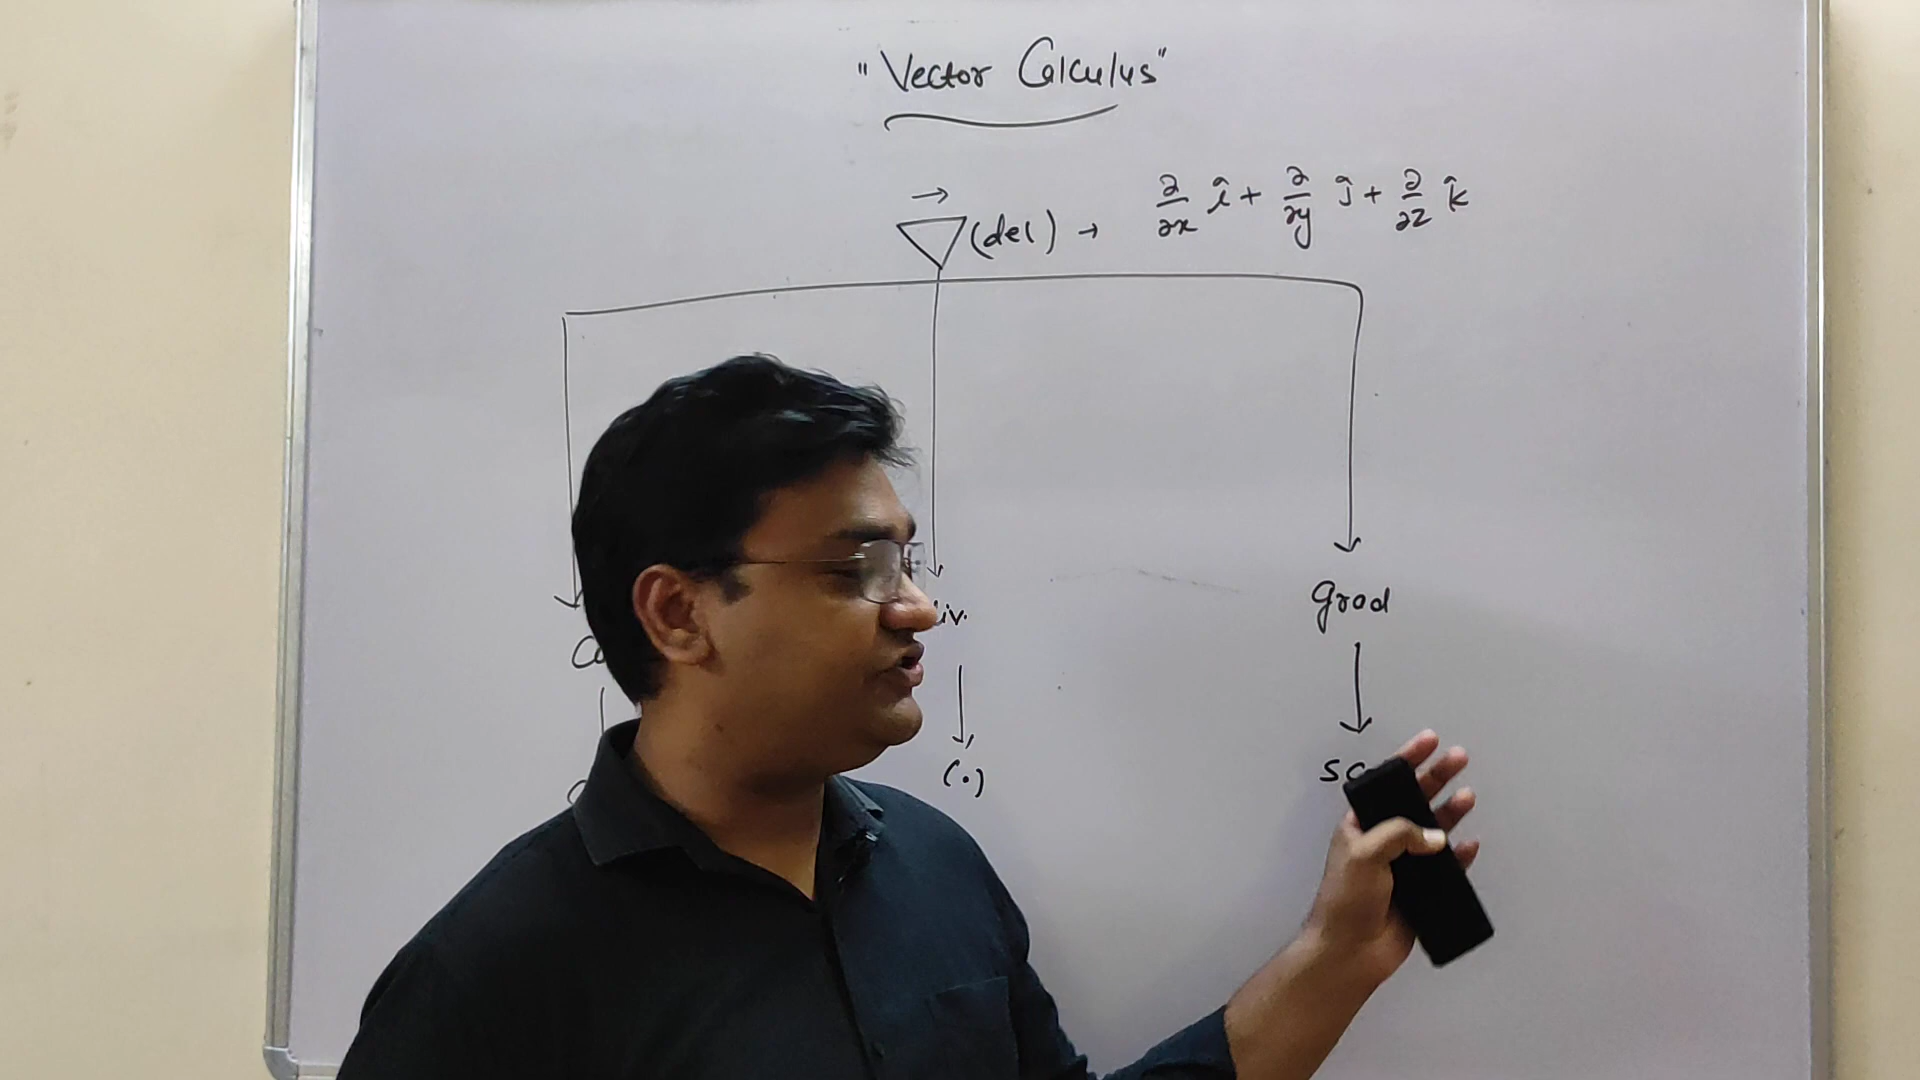 "Vector Calculus"
∇⃗ (del) → ∂/∂x î + ∂/∂y ĵ + ∂/∂z k̂
grad
(.)